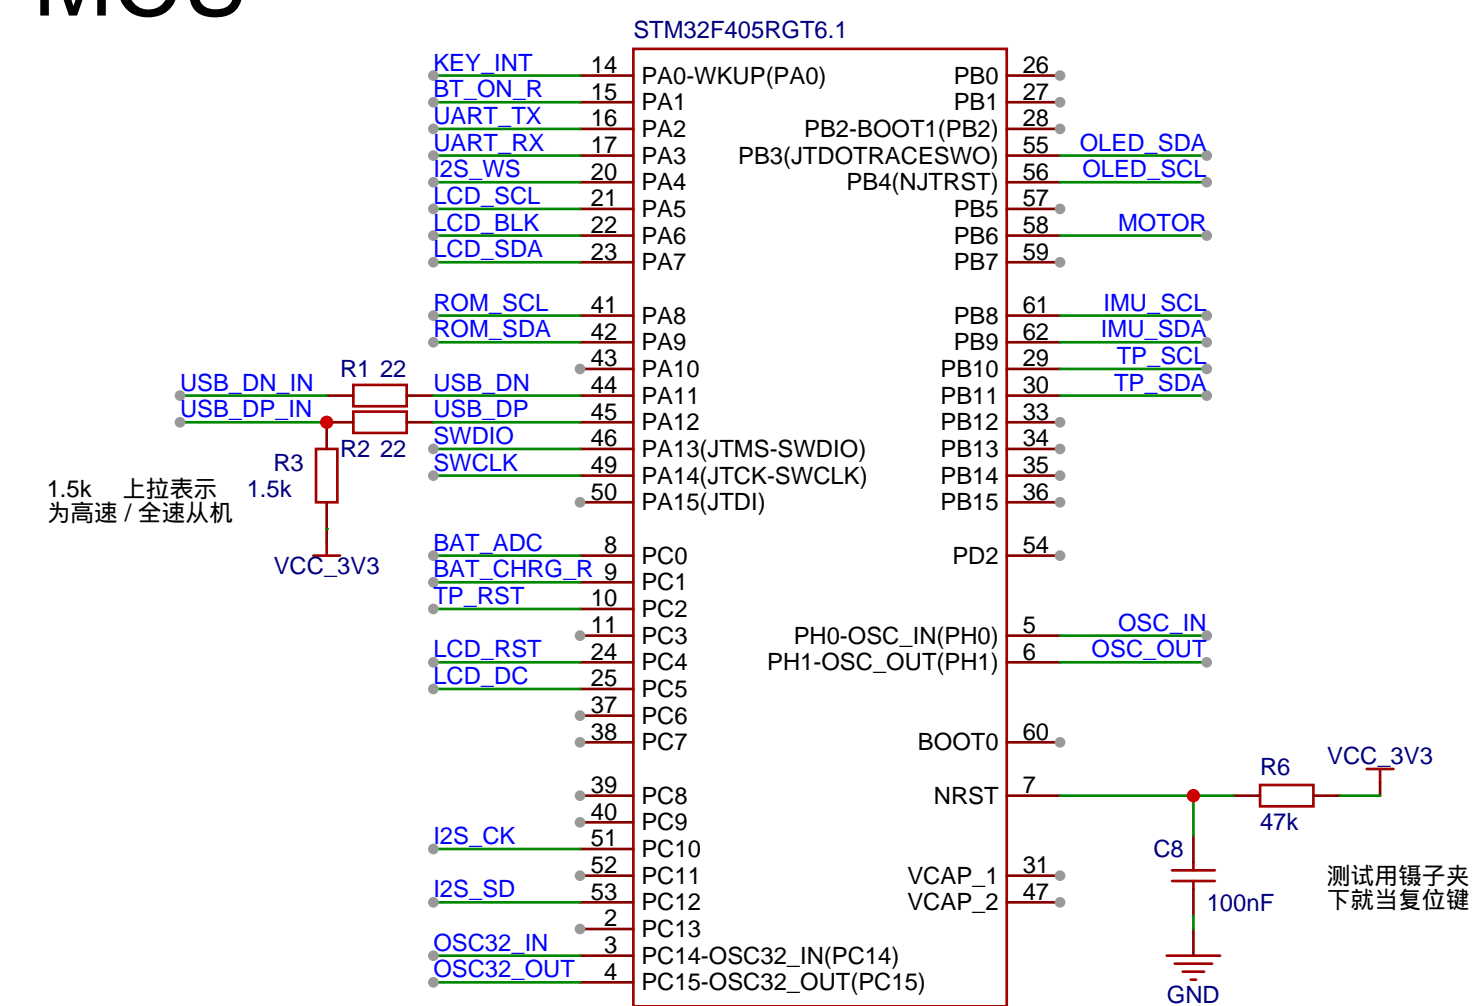 MCU
STM32F405RGT6.1
KEY_INT 14 PA0-WKUP(PA0) PB0 26
BT_ON_R 15 PA1 PB1 27
UART_TX 16 PA2 PB2-BOOT1(PB2) 28
UART_RX 17 PA3 PB3(JTDOTRACESWO) 55 OLED_SDA
I2S_WS 20 PA4 PB4(NJTRST) 56 OLED_SCL
LCD_SCL 21 PA5 PB5 57
LCD_BLK 22 PA6 PB6 58 MOTOR
LCD_SDA 23 PA7 PB7 59
ROM_SCL 41 PA8 PB8 61 IMU_SCL
ROM_SDA 42 PA9 PB9 62 IMU_SDA
43 PA10 PB10 29 TP_SCL
R1 22
USB_DN_IN USB_DN 44 PA11 PB11 30 TP_SDA
USB_DP_IN USB_DP 45 PA12 PB12 33
R2 22
SWDIO 46 PA13(JTMS-SWDIO) PB13 34
R3
SWCLK 49 PA14(JTCK-SWCLK) PB14 35
1.5k 上拉表示
为高速 / 全速从机
1.5k
50 PA15(JTDI) PB15 36
VCC_3V3
BAT_ADC 8 PC0 PD2 54
BAT_CHRG_R 9 PC1
TP_RST 10 PC2
11 PC3 PH0-OSC_IN(PH0) 5 OSC_IN
LCD_RST 24 PC4 PH1-OSC_OUT(PH1) 6 OSC_OUT
LCD_DC 25 PC5
37 PC6
38 PC7 BOOT0 60
VCC_3V3
R6
39 PC8 NRST 7
47k
40 PC9
I2S_CK 51 PC10
C8
52 PC11 VCAP_1 31
I2S_SD 53 PC12 VCAP_2 47
100nF
测试用镊子夹
下就当复位键
2 PC13
OSC32_IN 3 PC14-OSC32_IN(PC14)
OSC32_OUT 4 PC15-OSC32_OUT(PC15)
GND